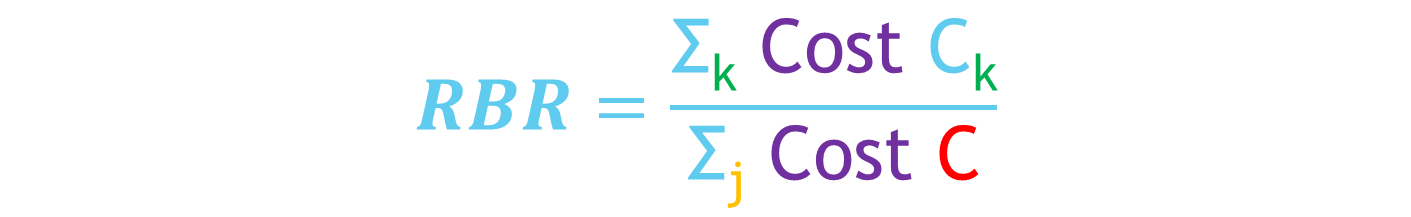 RBR = Σk Cost Ck
Σj Cost C